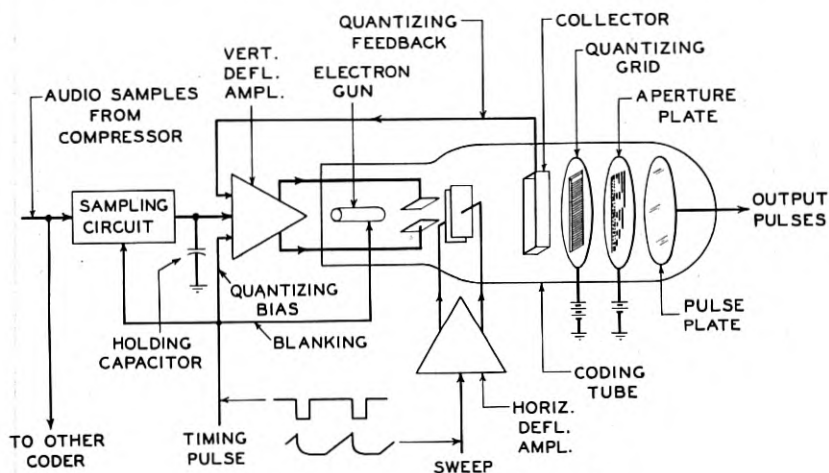 QUANTIZING
FEEDBACK
COLLECTOR
QUANTIZING
GRID
VERT.
DEFL.
AMPL.
ELECTRON
GUN
APERTURE
PLATE
AUDIO SAMPLES
FROM
COMPRESSOR
SAMPLING
CIRCUIT
OUTPUT
PULSES
QUANTIZING
BIAS
HOLDING
CAPACITOR
BLANKING
PULSE
PLATE
CODING
TUBE
TO OTHER
CODER
TIMING
PULSE
SWEEP
HORIZ.
DEFL.
AMPL.